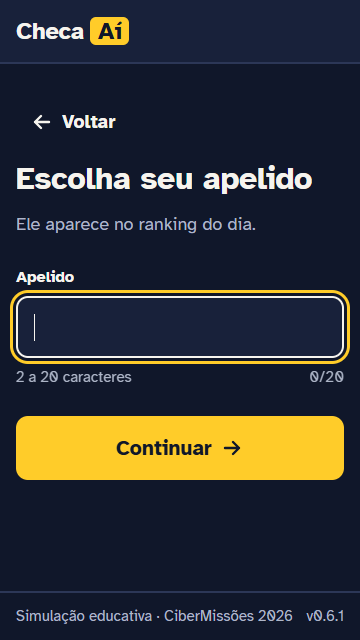 Checa Aí
← Voltar
Escolha seu apelido
Ele aparece no ranking do dia.
Apelido
2 a 20 caracteres 0/20
Continuar →
Simulação educativa · CiberMissões 2026 v0.6.1